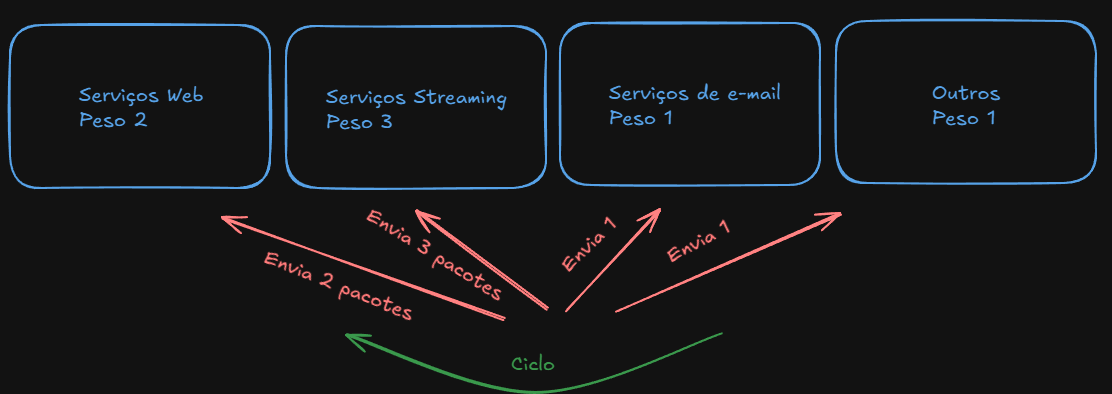 Serviços Web
Peso 2
Serviços Streaming
Peso 3
Serviços de e-mail
Peso 1
Outros
Peso 1
Envia 2 pacotes
Envia 3 pacotes
Envia 1
Envia 1
Ciclo